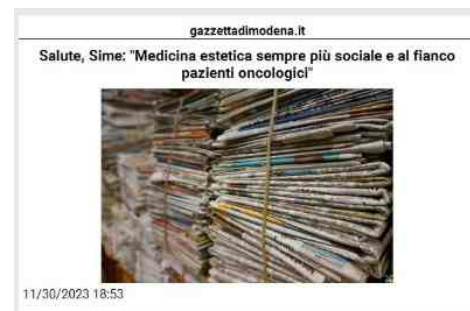 gazzettadimodena.it
Salute, Sime: "Medicina estetica sempre più sociale e al fianco
pazienti oncologici"
11/30/2023 18:53